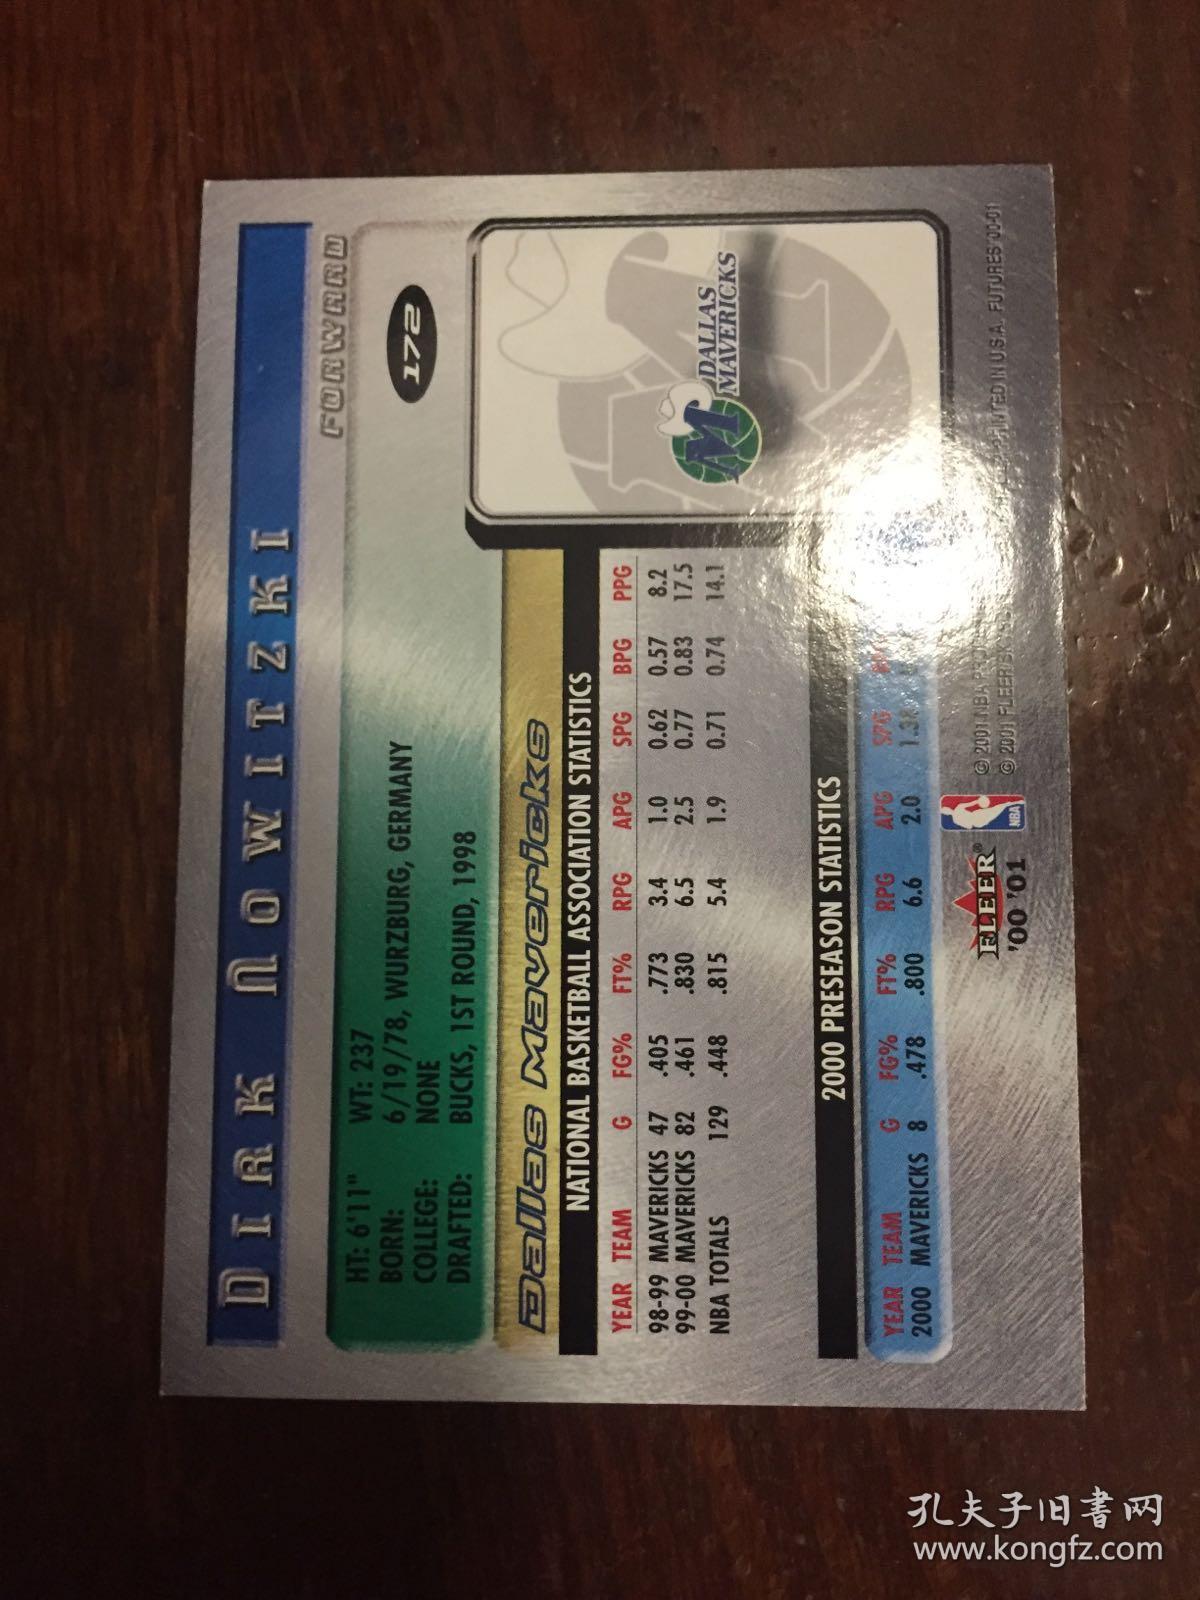 DIRK NOWITZKI
FORWARD
172
HT: 6'11" WT: 237
BORN: 6/19/78, WURZBURG, GERMANY
COLLEGE: NONE
DRAFTED: BUCKS, 1ST ROUND, 1998
Dallas Mavericks
DALLAS
MAVERICKS
M
NATIONAL BASKETBALL ASSOCIATION STATISTICS
YEAR TEAM G FG% FT% RPG APG SPG BPG PPG
98-99 MAVERICKS 47 .405 .773 3.4 1.0 0.62 0.57 8.2
99-00 MAVERICKS 82 .461 .830 6.5 2.5 0.77 0.83 17.5
NBA TOTALS 129 .448 .815 5.4 1.9 0.71 0.74 14.1
2000 PRESEASON STATISTICS
YEAR TEAM G FG% FT% RPG APG SPG
2000 MAVERICKS 8 .478 .800 6.6 2.0
FLEER®
'00 '01
NBA
© 2001 NBA
© 2001 FLEER/SK PRINTED IN U.S.A. FUTURES '00-01
孔夫子旧书网
www.kongfz.com